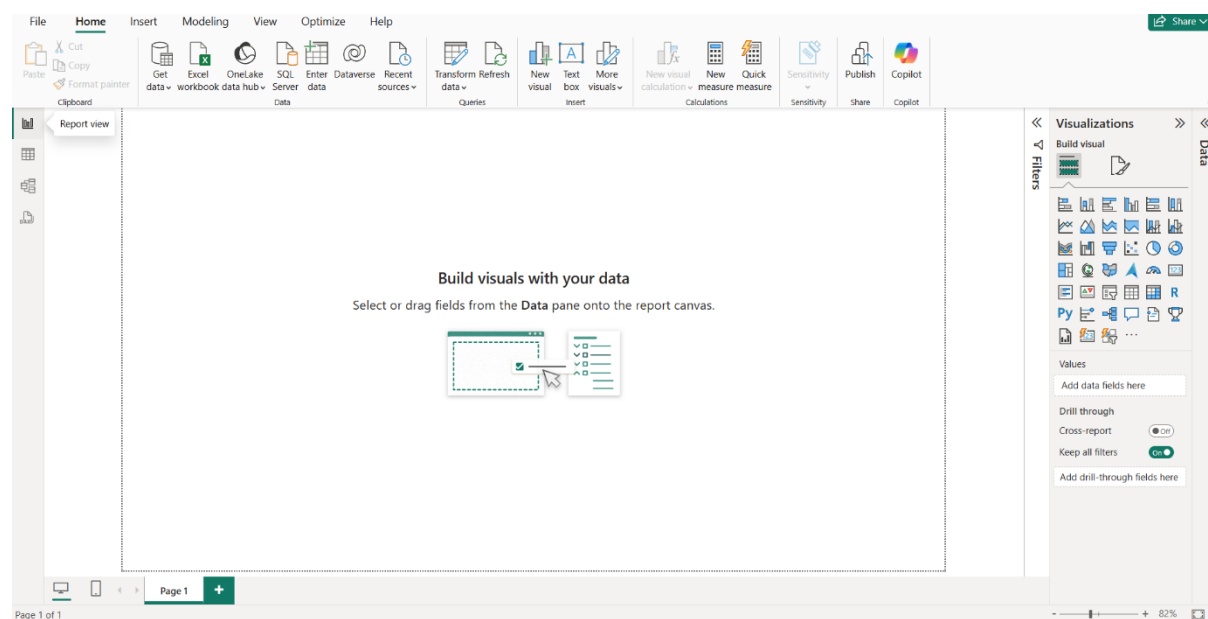 File Home Insert Modeling View Optimize Help
Share
Paste
Cut
Copy
Format painter
Clipboard
Get data
Excel workbook
OneLake data hub
SQL Server
Enter data
Dataverse
Recent sources
Data
Transform data
Refresh
Queries
New visual
Text box
More visuals
Insert
New visual calculation
New measure
Quick measure
Calculations
Sensitivity
Sensitivity
Publish
Share
Copilot
Copilot
Report view
Build visuals with your data
Select or drag fields from the Data pane onto the report canvas.
Filters
Visualizations
Build visual
123
R
Py
Values
Add data fields here
Drill through
Cross-report
Off
Keep all filters
On
Add drill-through fields here
Data
Page 1
Page 1 of 1
82%